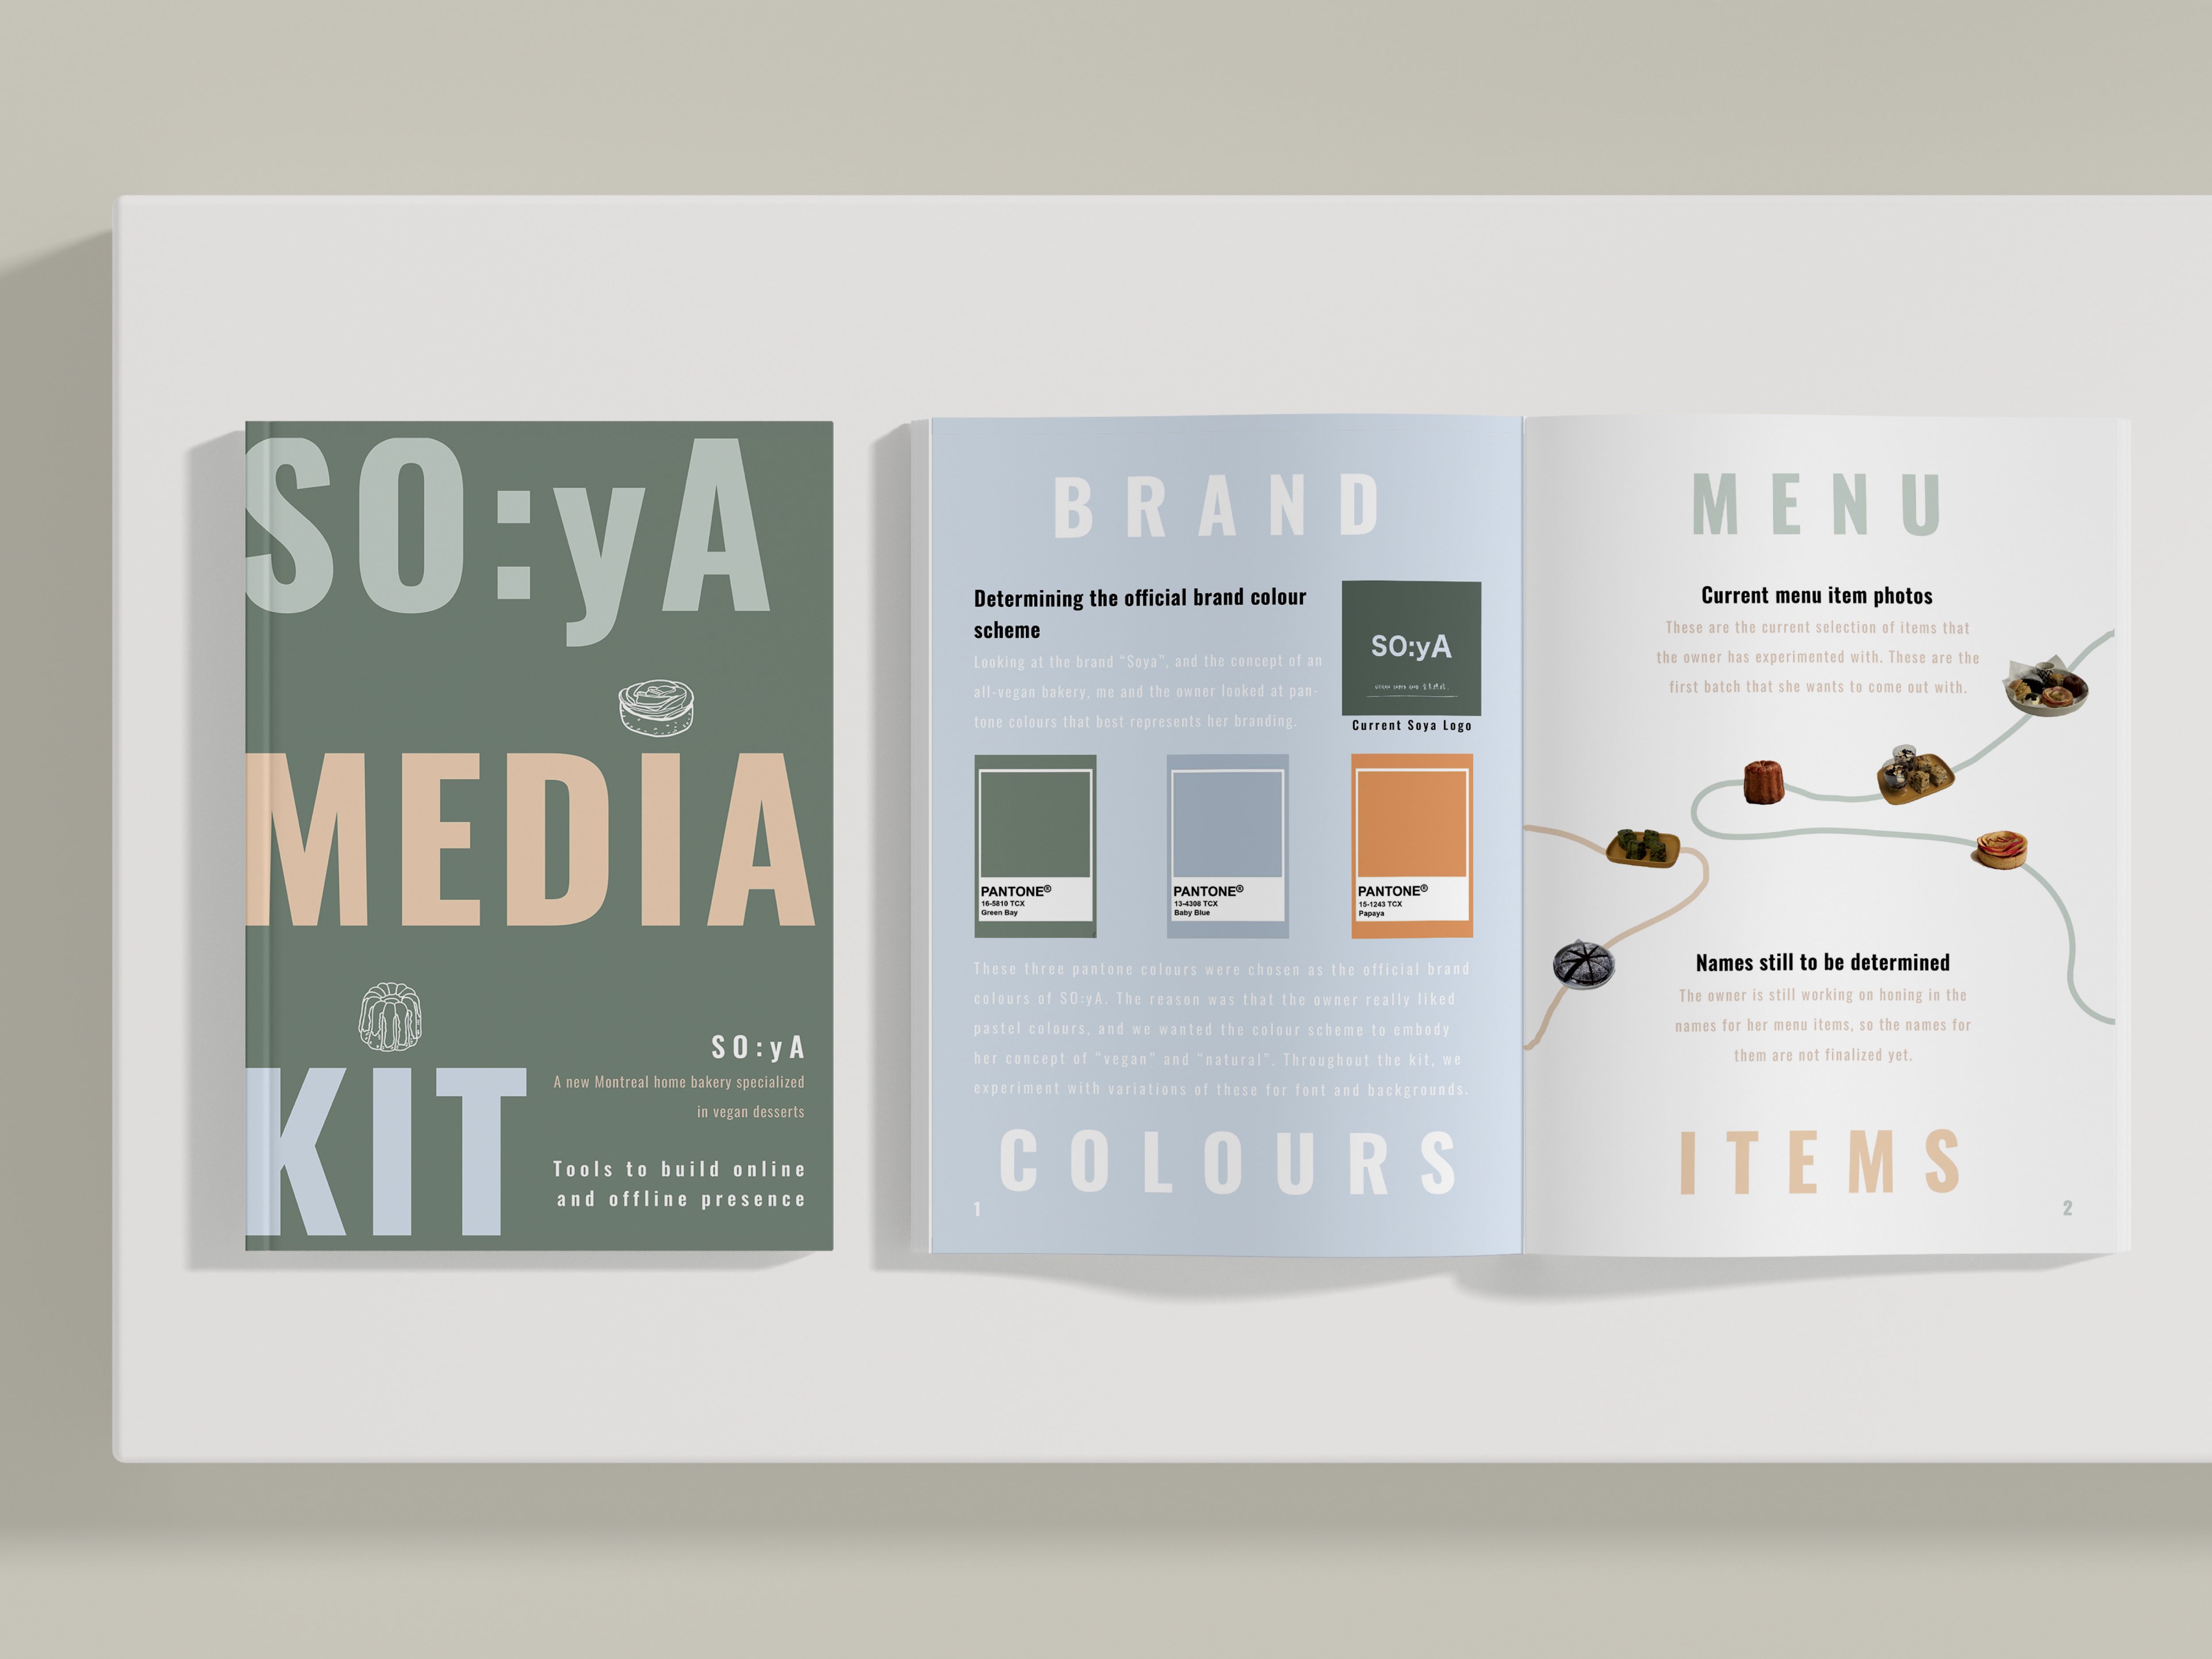 SO:yA
MEDIA
KIT
SO:yA
A new Montreal home bakery specialized
in vegan desserts
Tools to build online
and offline presence
BRAND
Determining the official brand colour
scheme
Looking at the brand “Soya”, and the concept of an
all-vegan bakery, me and the owner looked at pan-
tone colours that best represents her branding.
SO:yA
Current Soya Logo
PANTONE®
16-5810 TCX
Green Bay
PANTONE®
13-4308 TCX
Baby Blue
PANTONE®
15-1243 TCX
Papaya
These three pantone colours were chosen as the official brand
colours of SO:yA. The reason was that the owner really liked
pastel colours, and we wanted the colour scheme to embody
her concept of “vegan” and “natural”. Throughout the kit, we
experiment with variations of these for font and backgrounds.
COLOURS
1
MENU
Current menu item photos
These are the current selection of items that
the owner has experimented with. These are the
first batch that she wants to come out with.
Names still to be determined
The owner is still working on honing in the
names for her menu items, so the names for
them are not finalized yet.
ITEMS
2